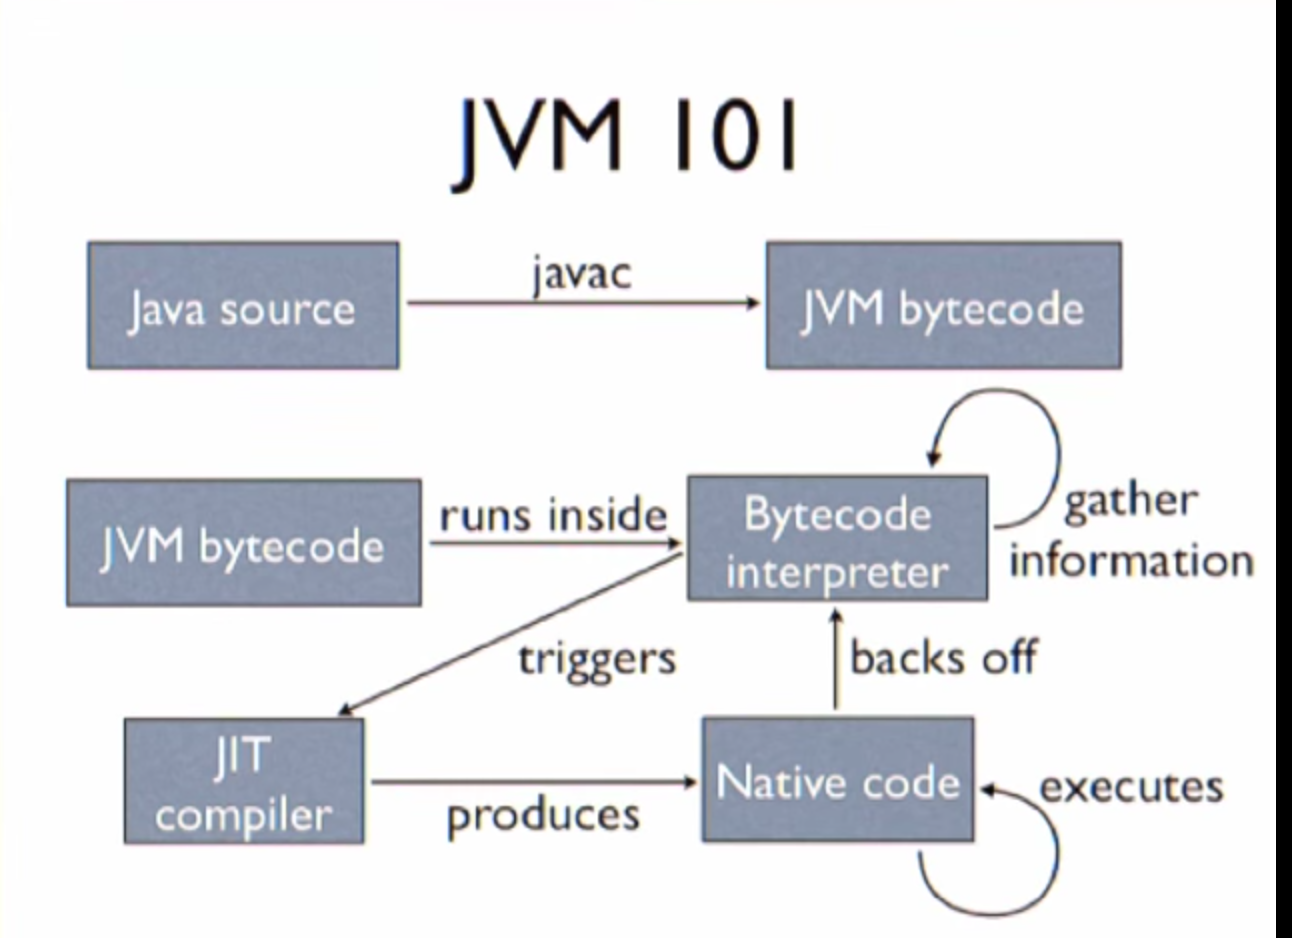 JVM 101
Java source
javac
JVM bytecode
JVM bytecode
runs inside
Bytecode
interpreter
gather
information
triggers
backs off
JIT
compiler
produces
Native code
executes